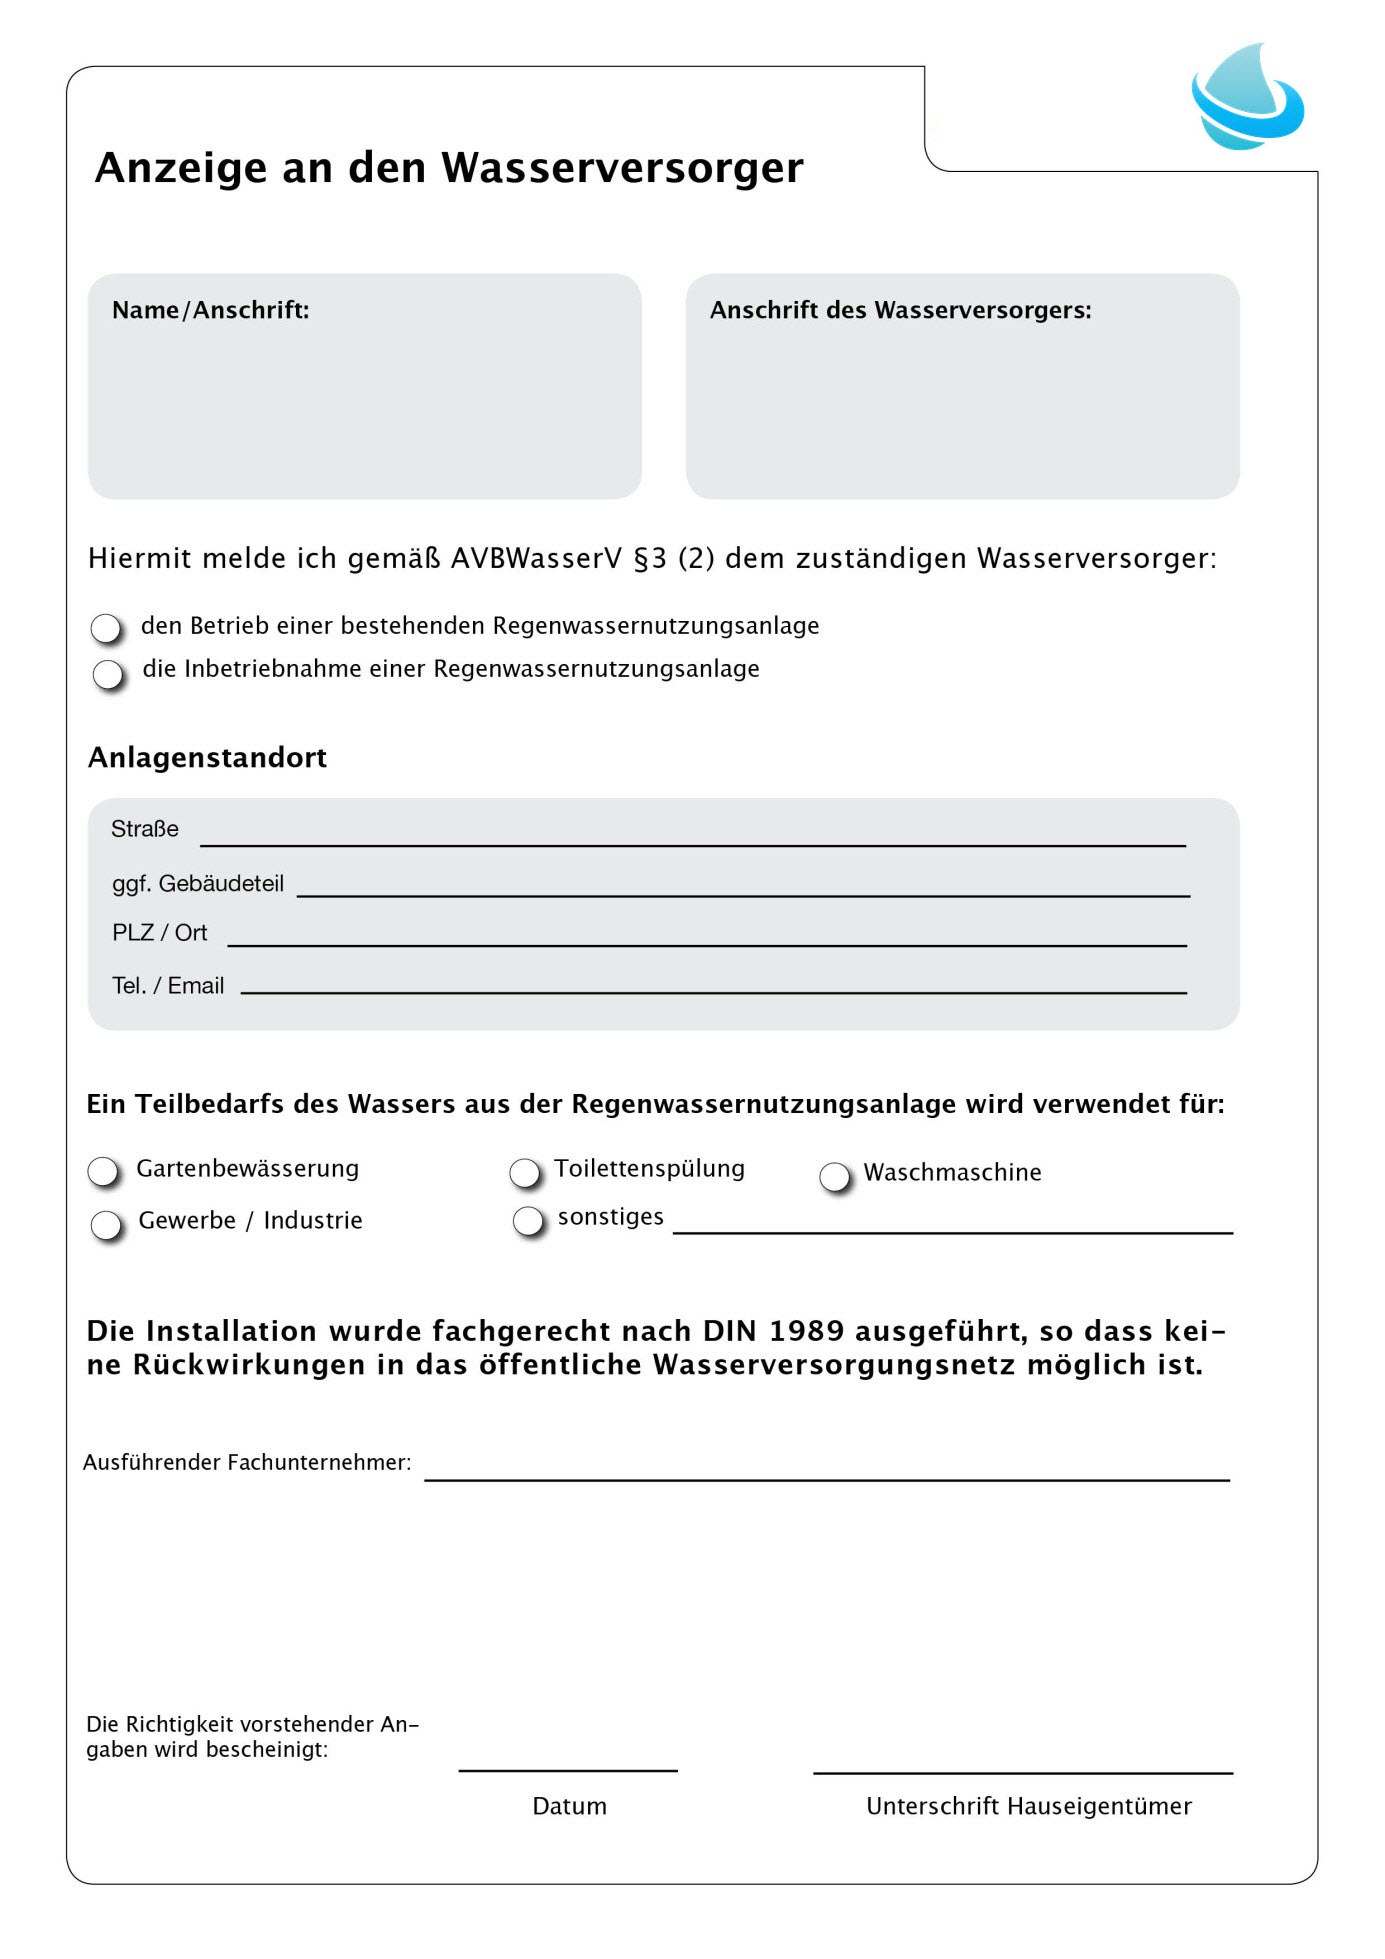 Anzeige an den Wasserversorger
Name/Anschrift:
Anschrift des Wasserversorgers:
Hiermit melde ich gemäß AVBWasserV §3 (2) dem zuständigen Wasserversorger:
den Betrieb einer bestehenden Regenwassernutzungsanlage
die Inbetriebnahme einer Regenwassernutzungsanlage
Anlagenstandort
Straße
ggf. Gebäudeteil
PLZ / Ort
Tel. / Email
Ein Teilbedarfs des Wassers aus der Regenwassernutzungsanlage wird verwendet für:
Gartenbewässerung
Toilettenspülung
Waschmaschine
Gewerbe / Industrie
sonstiges
Die Installation wurde fachgerecht nach DIN 1989 ausgeführt, so dass kei-
ne Rückwirkungen in das öffentliche Wasserversorgungsnetz möglich ist.
Ausführender Fachunternehmer:
Die Richtigkeit vorstehender An-
gaben wird bescheinigt:
Datum
Unterschrift Hauseigentümer